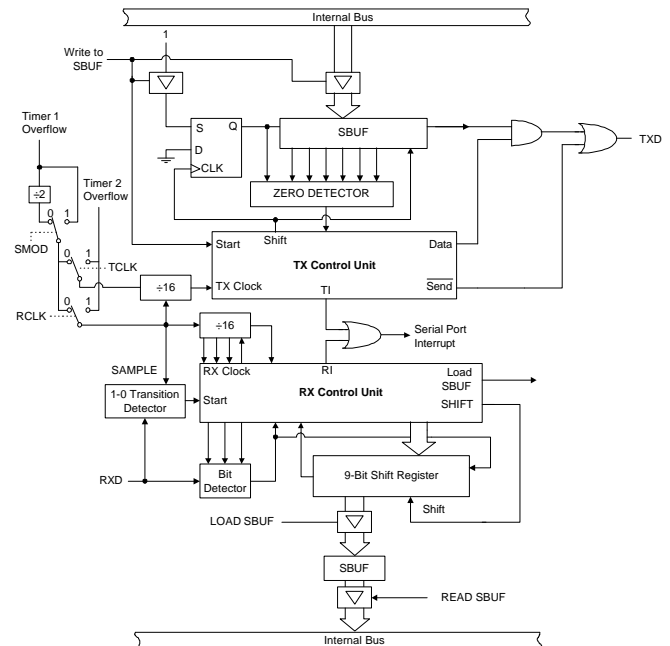 Internal Bus
1
Write to
SBUF
S
Q
D
CLK
SBUF
TXD
Timer 1
Overflow
Timer 2
Overflow
÷2
ZERO DETECTOR
0 1
SMOD
Start
Shift
Data
TX Control Unit
0 1
TCLK
÷16
TX Clock
TI
Send
RCLK
0 1
÷16
Serial Port
Interrupt
SAMPLE
RX Clock
RI
Load
SBUF
RX Control Unit
1-0 Transition
Detector
Start
SHIFT
RXD
Bit
Detector
9-Bit Shift Register
Shift
LOAD SBUF
SBUF
READ SBUF
Internal Bus